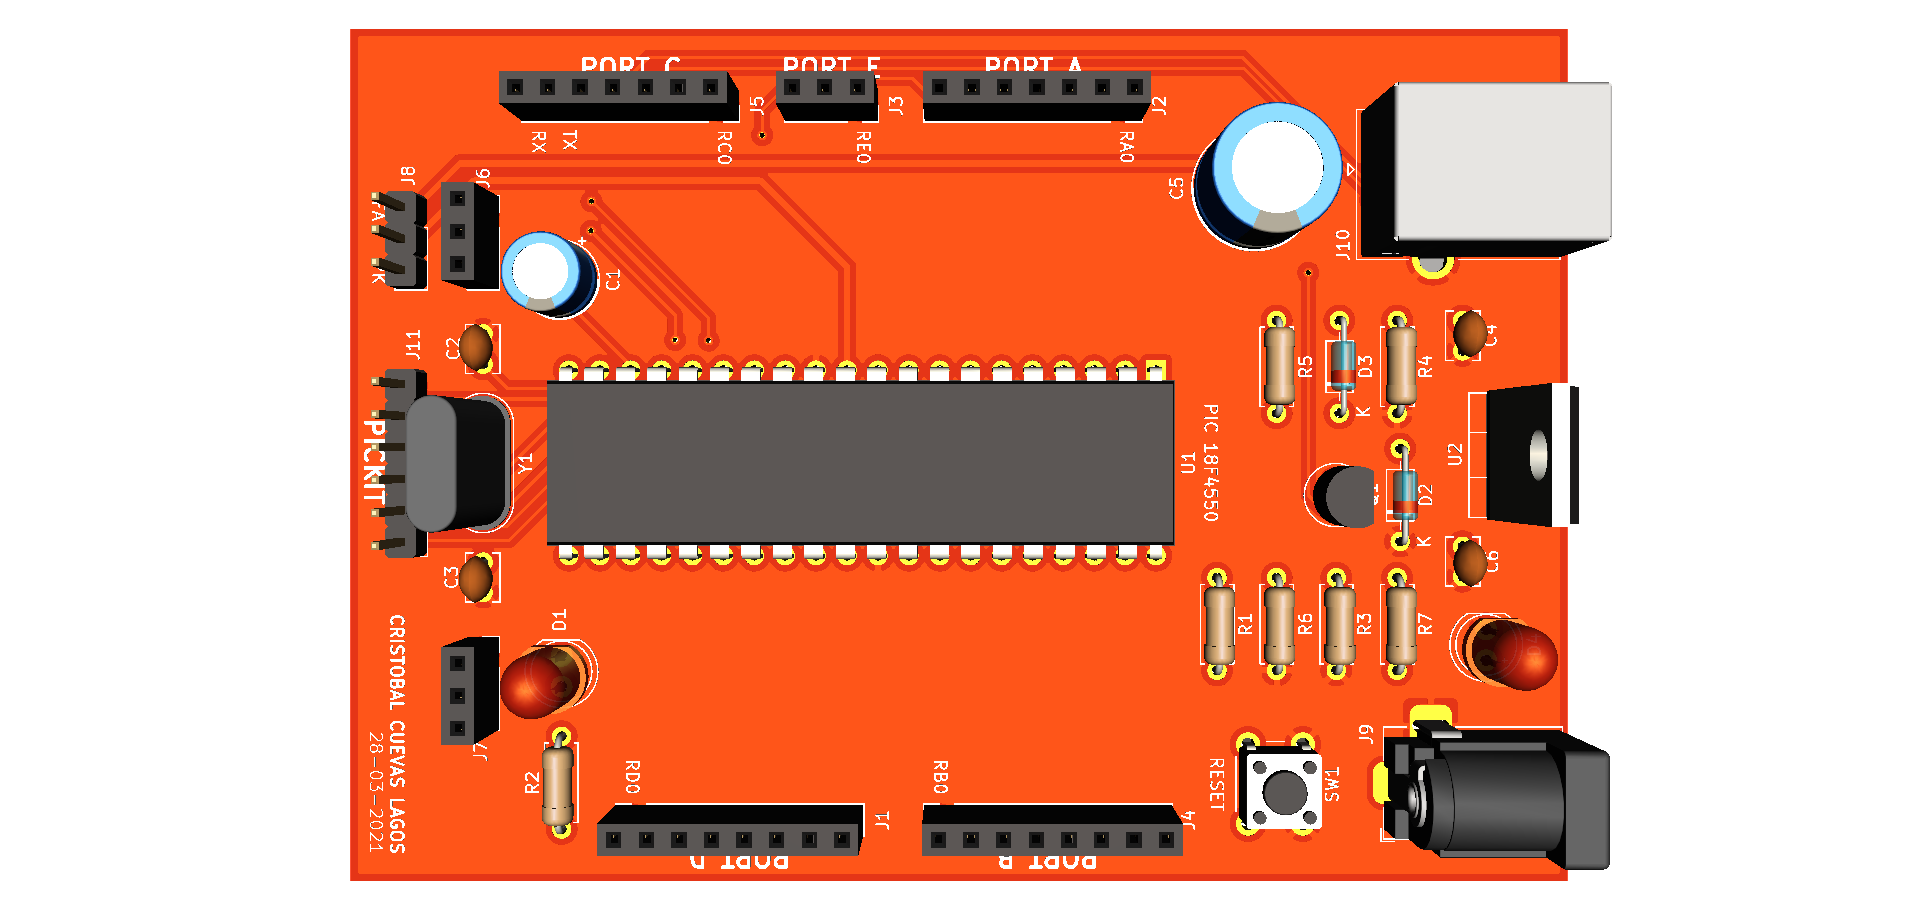 PORT C
PORT E
PORT A
J5
J3
J2
RX
TX
RC0
RE0
RA0
J8
J6
C5
J10
+
C1
J11
C2
R5
D3
R4
C4
K
PICKIT
Y1
U1
PIC 18F4550
U2
D2
K
C3
C6
D1
R1
R6
R3
R7
CRISTOBAL CUEVAS LAGOS
28-03-2021
J7
R2
RD0
RB0
J1
J4
RESET
SW1
J9
PORT D
PORT B